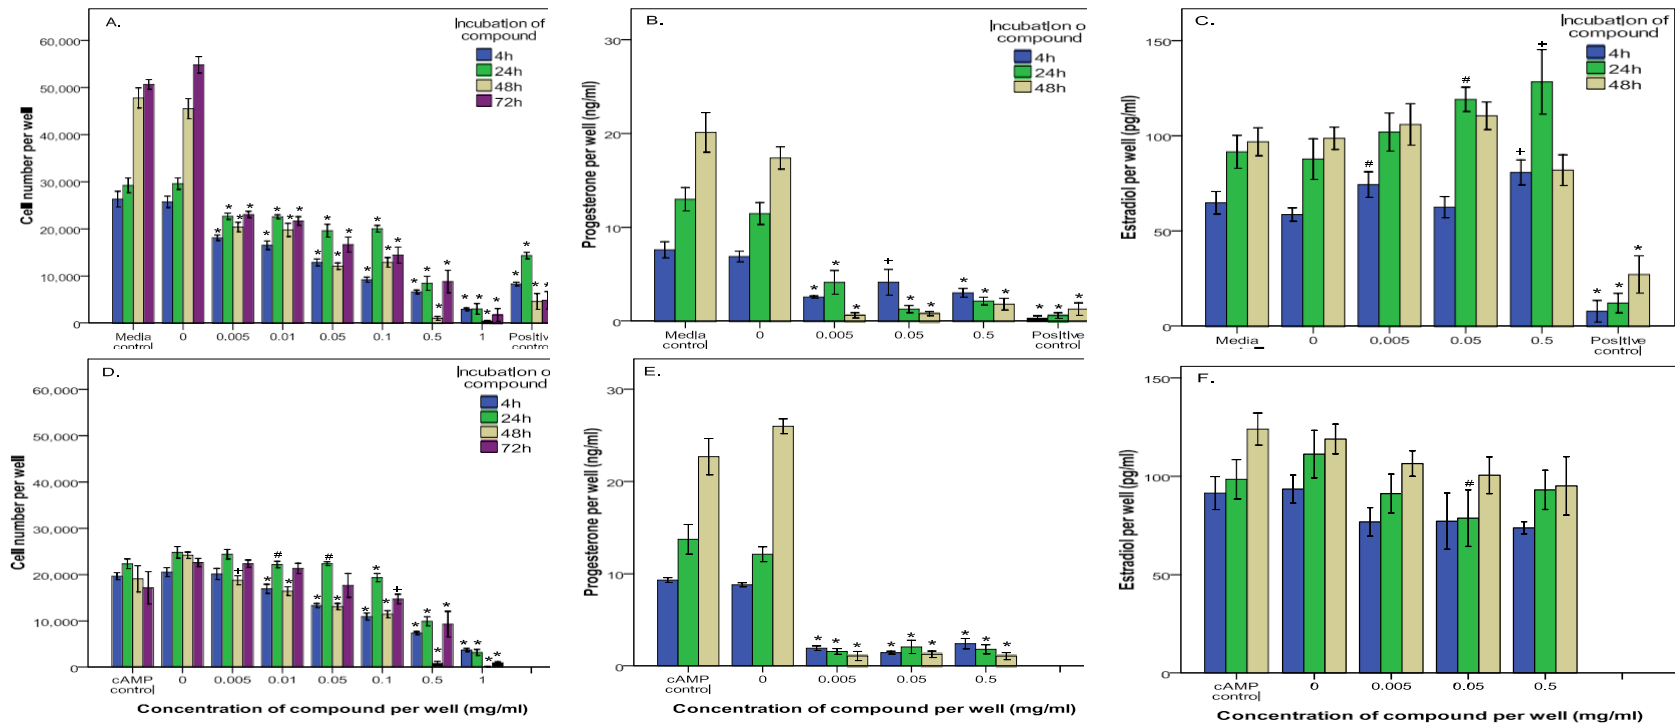 A.
Incubation of
compound
4h
24h
48h
72h
Cell number per well
60,000
50,000
40,000
30,000
20,000
10,000
0
* * * *
* * * *
* * * *
* * * *
* * * *
* * * *
* * * *
Media
control
0
0.005
0.01
0.05
0.1
0.5
1
Positive
control
B.
Incubation o
compound
4h
24h
48h
Progesterone per well (ng/ml)
30
20
10
0
* * *
+ * *
* * *
* * *
Media
control
0
0.005
0.05
0.5
Positive
control
C.
Incubation of
compound
4h
24h
48h
Estradiol per well (pg/ml)
150
100
50
0
#
#
+ +
* * *
Media
0
0.005
0.05
0.5
Positive
control
D.
Incubation o
compound
4h
24h
48h
72h
Cell number per well
60,000
50,000
40,000
30,000
20,000
10,000
0
+
* # *
* # *
* * * +
* * * *
* * * *
cAMP
control
0
0.005
0.01
0.05
0.1
0.5
1
Concentration of compound per well (mg/ml)
E.
Progesterone per well (ng/ml)
30
20
10
0
* * *
* * *
* * *
cAMP
control
0
0.005
0.05
0.5
Concentration of compound per well (mg/ml)
F.
Estradiol per well (pg/ml)
150
100
50
0
#
cAMP
control
0
0.005
0.05
0.5
Concentration of compound per well (mg/ml)